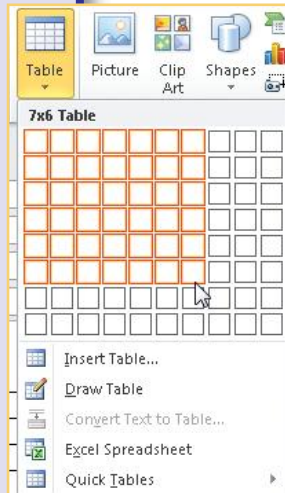 Table Picture Clip Art Shapes
7x6 Table
Insert Table...
Draw Table
Convert Text to Table...
Excel Spreadsheet
Quick Tables